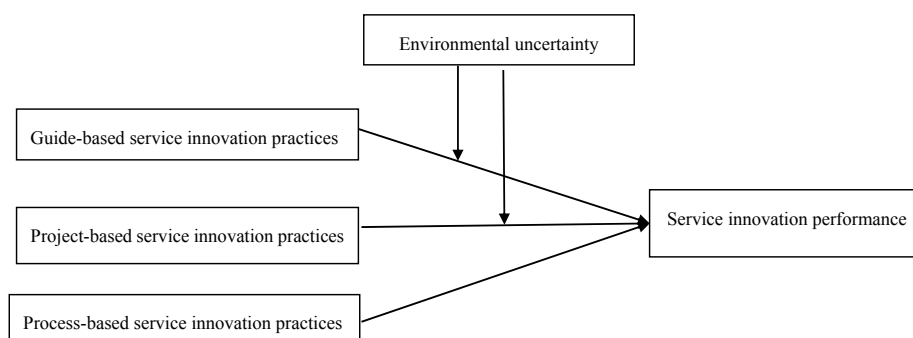 Environmental uncertainty
Guide-based service innovation practices
Project-based service innovation practices
Service innovation performance
Process-based service innovation practices